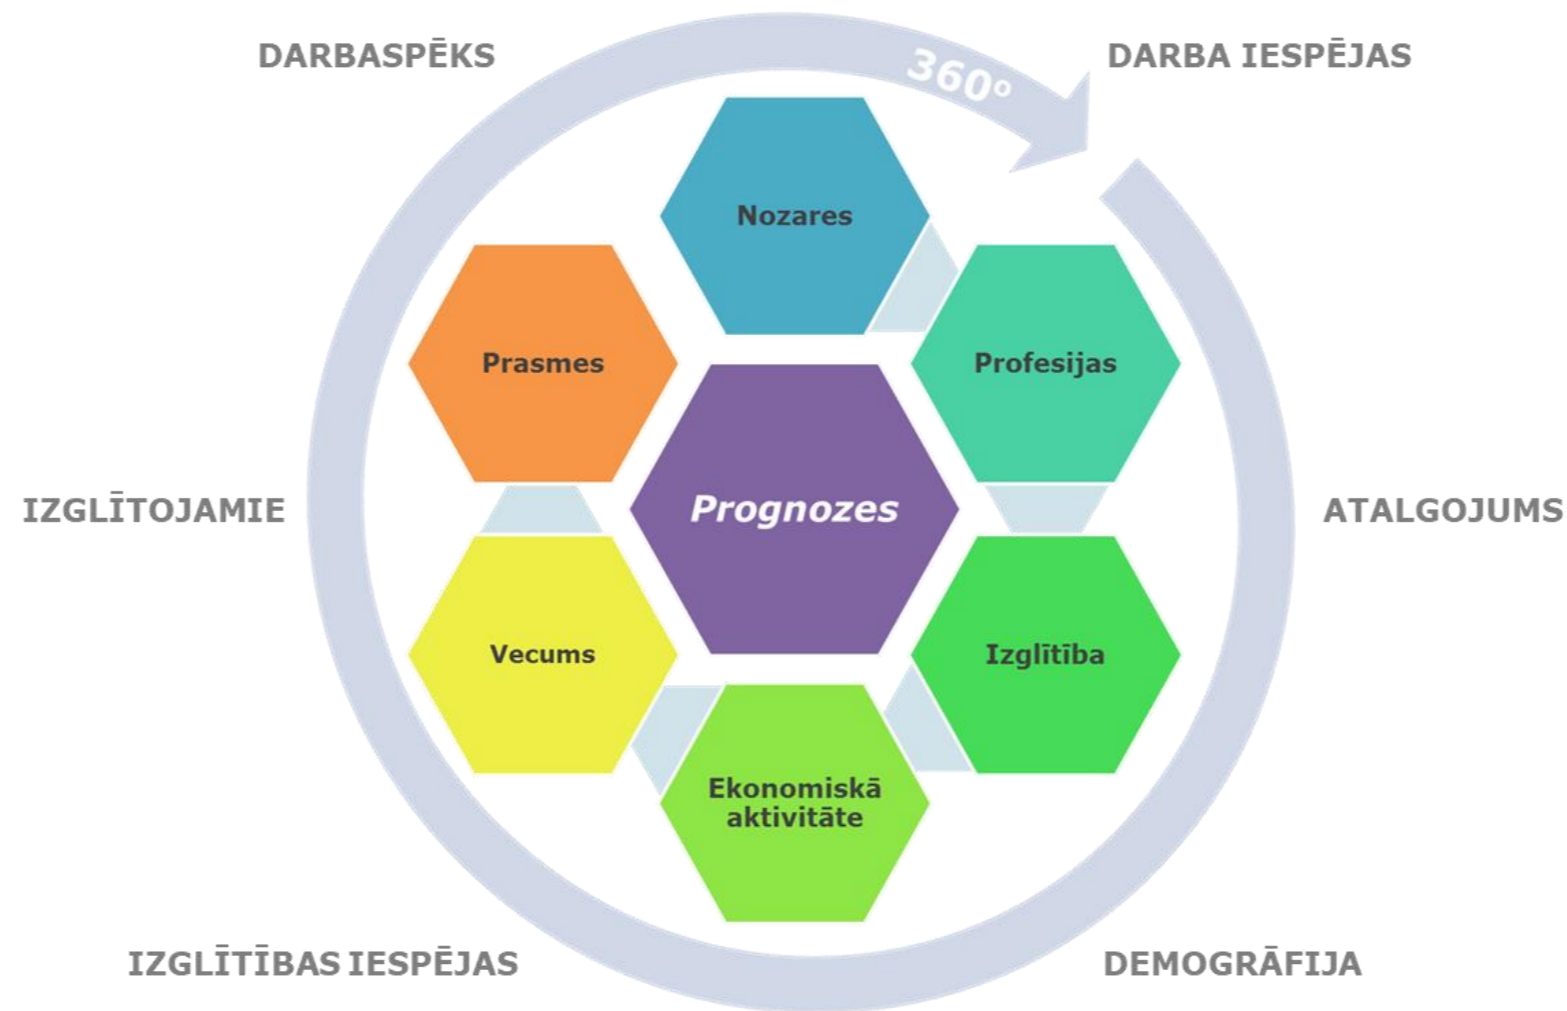 DARBASPĒKS
DARBA IESPĒJAS
360º
Nozares
Prasmes
Profesijas
IZGLĪTOJAMIE
Prognozes
ATALGOJUMS
Vecums
Izglītība
Ekonomiskā
aktivitāte
IZGLĪTĪBAS IESPĒJAS
DEMOGRĀFIJA